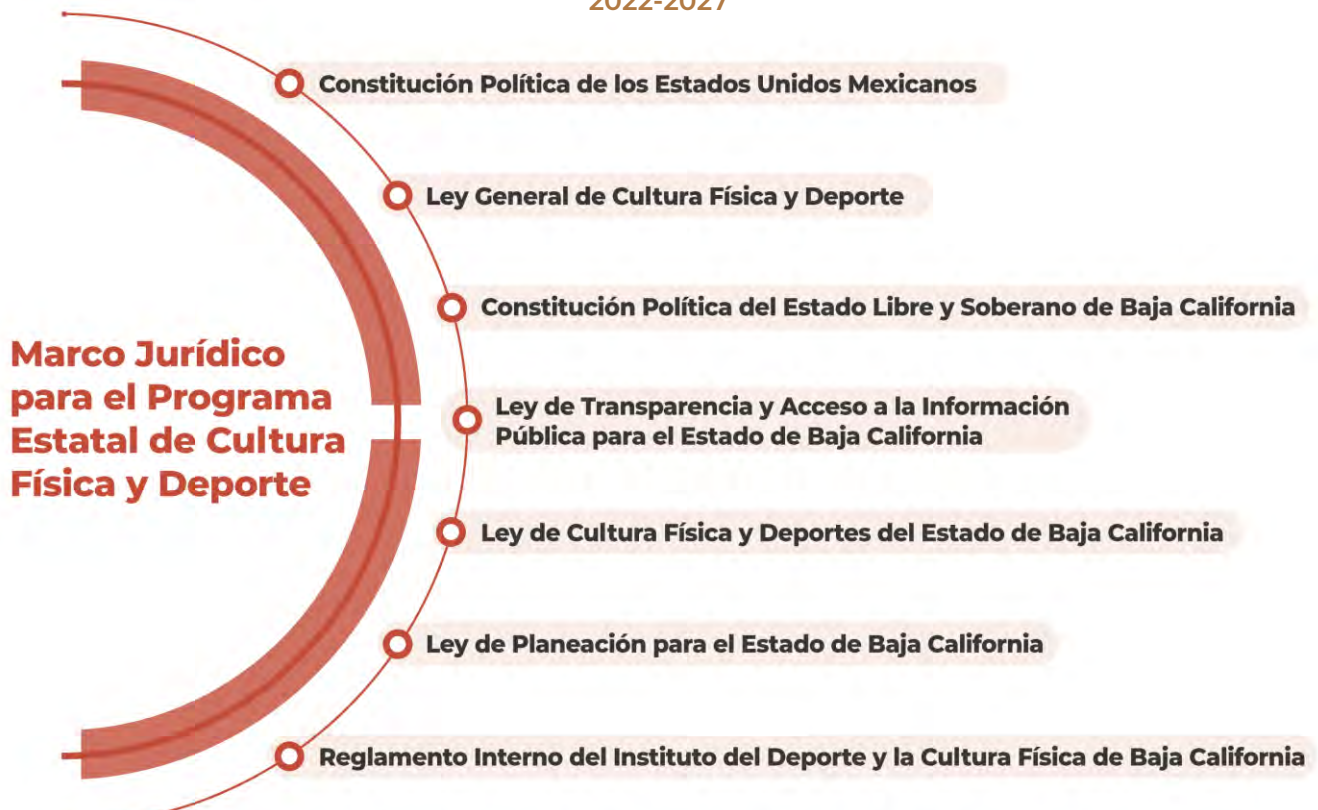 2022-2027
Constitución Política de los Estados Unidos Mexicanos
Ley General de Cultura Física y Deporte
Constitución Política del Estado Libre y Soberano de Baja California
Marco Jurídico
para el Programa
Estatal de Cultura
Física y Deporte
Ley de Transparencia y Acceso a la Información
Pública para el Estado de Baja California
Ley de Cultura Física y Deportes del Estado de Baja California
Ley de Planeación para el Estado de Baja California
Reglamento Interno del Instituto del Deporte y la Cultura Física de Baja California